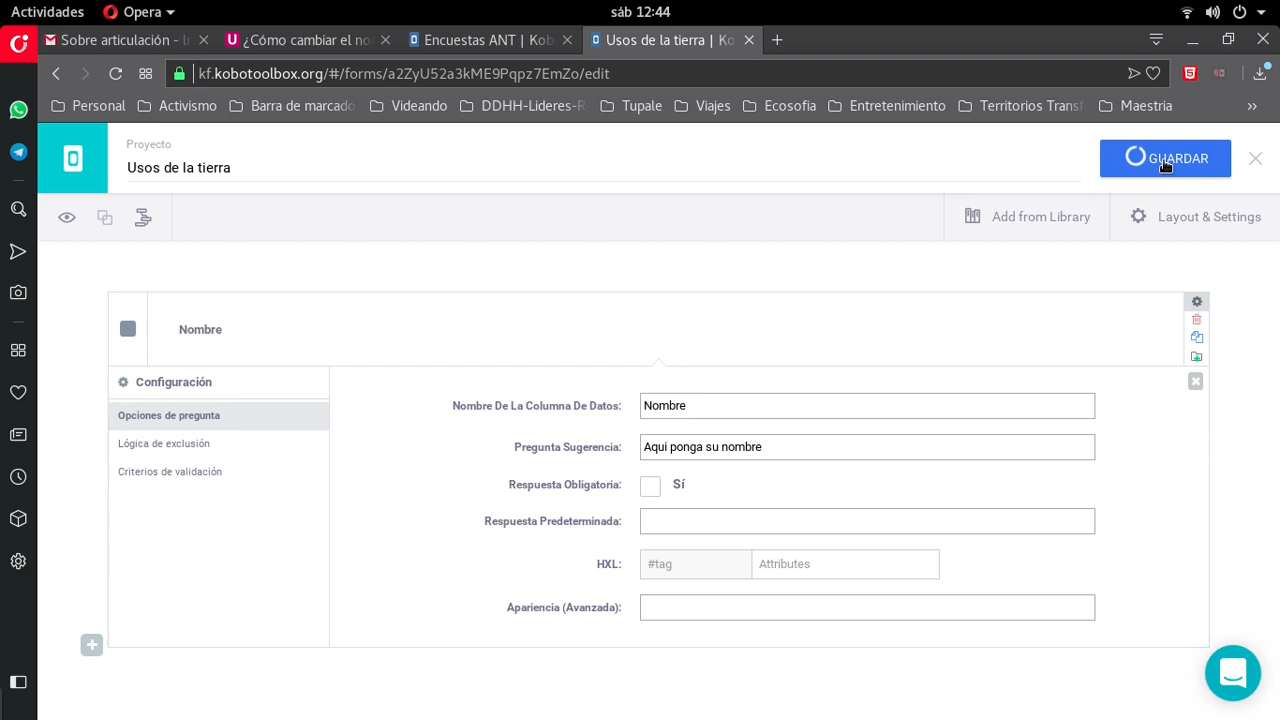 Actividades Opera sáb 12:44
Sobre articulación - ¿Cómo cambiar el no Encuestas ANT | Kob Usos de la tierra | Ko
kf.kobotoolbox.org/#/forms/a2ZyU52a3kME9Pqpz7EmZo/edit
Personal Activismo Barra de marcado Videando DDHH-Lideres-R Tupale Viajes Ecosofia Entretenimiento Territorios Transf Maestria »
Proyecto
Usos de la tierra
GUARDAR
Add from Library Layout & Settings
Nombre
Configuración
Opciones de pregunta
Lógica de exclusión
Criterios de validación
Nombre De La Columna De Datos: Nombre
Pregunta Sugerencia: Aqui ponga su nombre
Respuesta Obligatoria: Sí
Respuesta Predeterminada:
HXL: #tag Attributes
Apariencia (Avanzada):